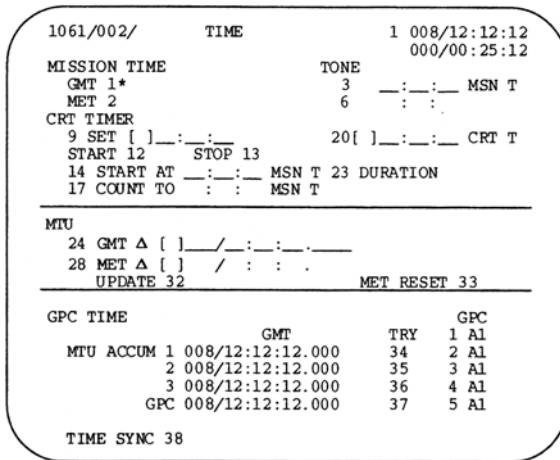 1061/002/ TIME 1 008/12:12:12
000/00:25:12
MISSION TIME TONE
GMT 1* 3 __:__:__ MSN T
MET 2 6 : :
CRT TIMER
9 SET [ ]__:__:__ 20[ ]__:__:__ CRT T
START 12 STOP 13
14 START AT __:__:__ MSN T 23 DURATION
17 COUNT TO : : MSN T
MTU
24 GMT Δ [ ]___/__:__:__.____
28 MET Δ [ ] / : : .
UPDATE 32 MET RESET 33
GPC TIME GPC
GMT TRY 1 A1
MTU ACCUM 1 008/12:12:12.000 34 2 A1
2 008/12:12:12.000 35 3 A1
3 008/12:12:12.000 36 4 A1
GPC 008/12:12:12.000 37 5 A1
TIME SYNC 38